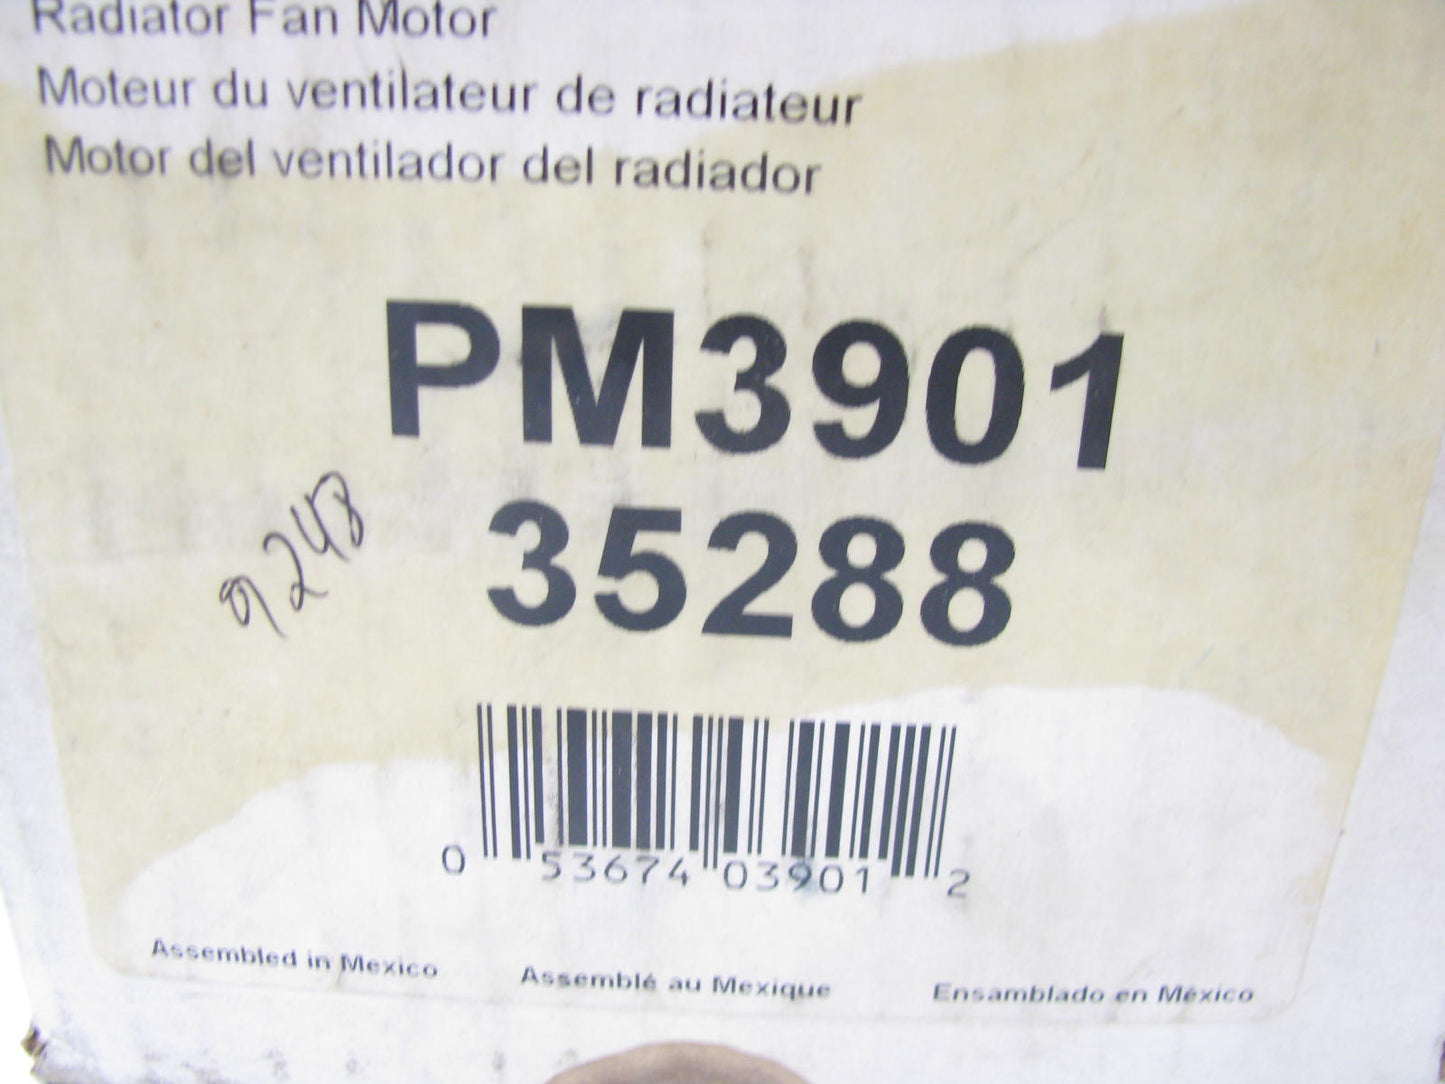 Radiator Fan Motor
Moteur du ventilateur de radiateur
Motor del ventilador del radiador
PM3901
35288
9248
0 53674 03901 2
Assembled in Mexico
Assemblé au Mexique
Ensamblado en México